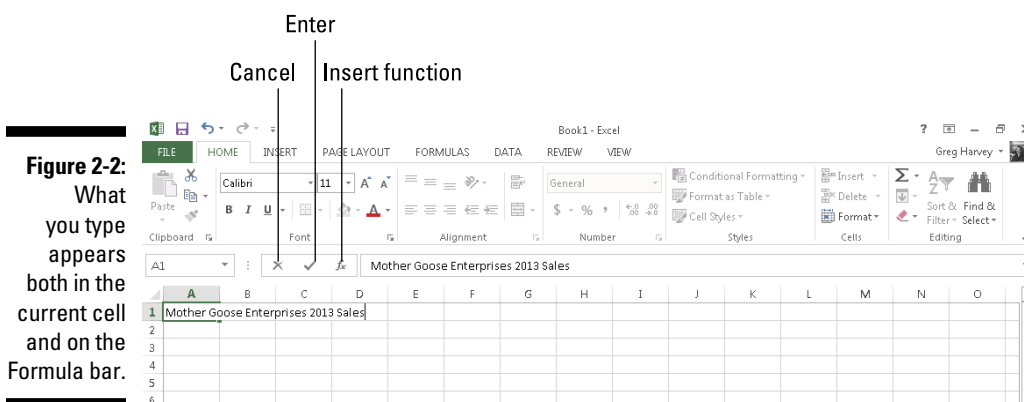 Enter
Cancel Insert function
Figure 2-2:
What
you type
appears
both in the
current cell
and on the
Formula bar.
Book1 - Excel
?
FILE HOME INSERT PAGE LAYOUT FORMULAS DATA REVIEW VIEW Greg Harvey
Paste
Calibri 11
B I U
General
$ % ,
Conditional Formatting
Format as Table
Cell Styles
Insert
Delete
Format
Sort & Filter
Find & Select
Clipboard Font Alignment Number Styles Cells Editing
A1 fx Mother Goose Enterprises 2013 Sales
A B C D E F G H I J K L M N O
1 Mother Goose Enterprises 2013 Sales
2
3
4
5
6